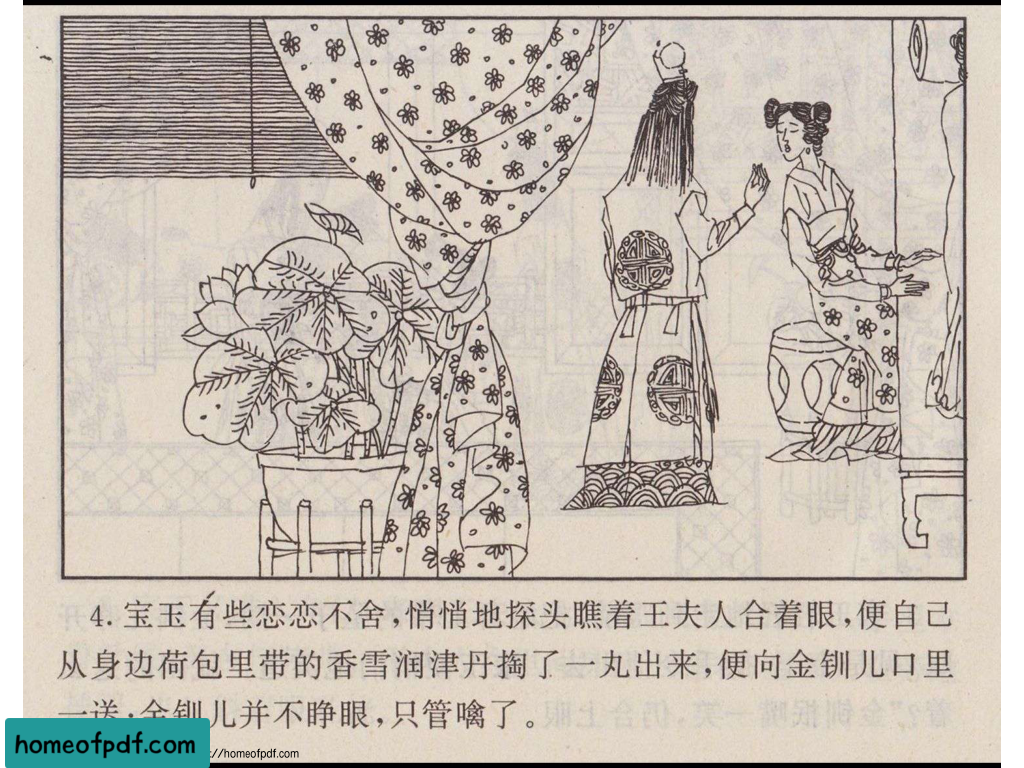 4. 宝玉有些恋恋不舍,悄悄地探头瞧着王夫人合着眼,便自己
从身边荷包里带的香雪润津丹掏了一丸出来,便向金钏儿口里
一送,金钏儿并不睁眼,只管噙了。
homeofpdf.com
://homeofpdf.com